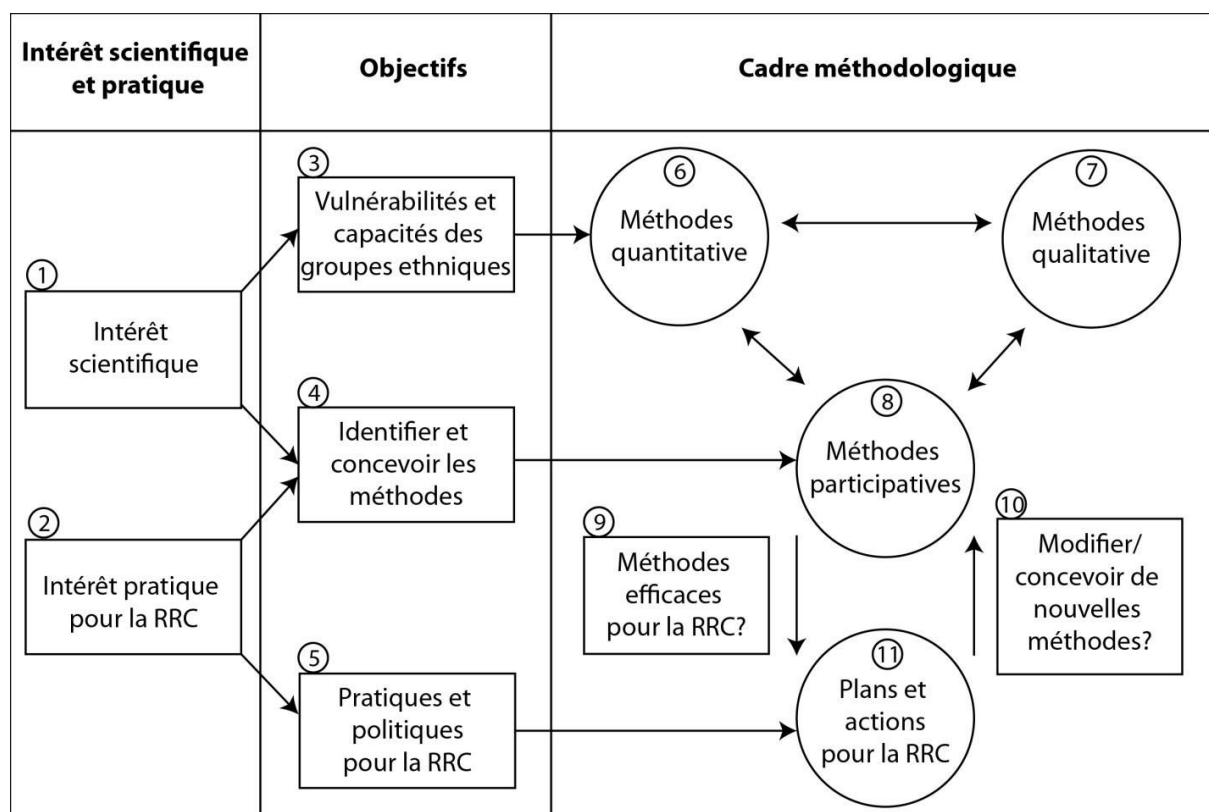 Intérêt scientifique
et pratique
Objectifs
Cadre méthodologique
1
Intérêt
scientifique
2
Intérêt pratique
pour la RRC
3
Vulnérabilités et
capacités des
groupes ethniques
4
Identifier et
concevoir les
méthodes
5
Pratiques et
politiques
pour la RRC
6
Méthodes
quantitative
7
Méthodes
qualitative
8
Méthodes
participatives
9
Méthodes
efficaces
pour la RRC?
10
Modifier/
concevoir de
nouvelles
méthodes?
11
Plans et
actions
pour la RRC